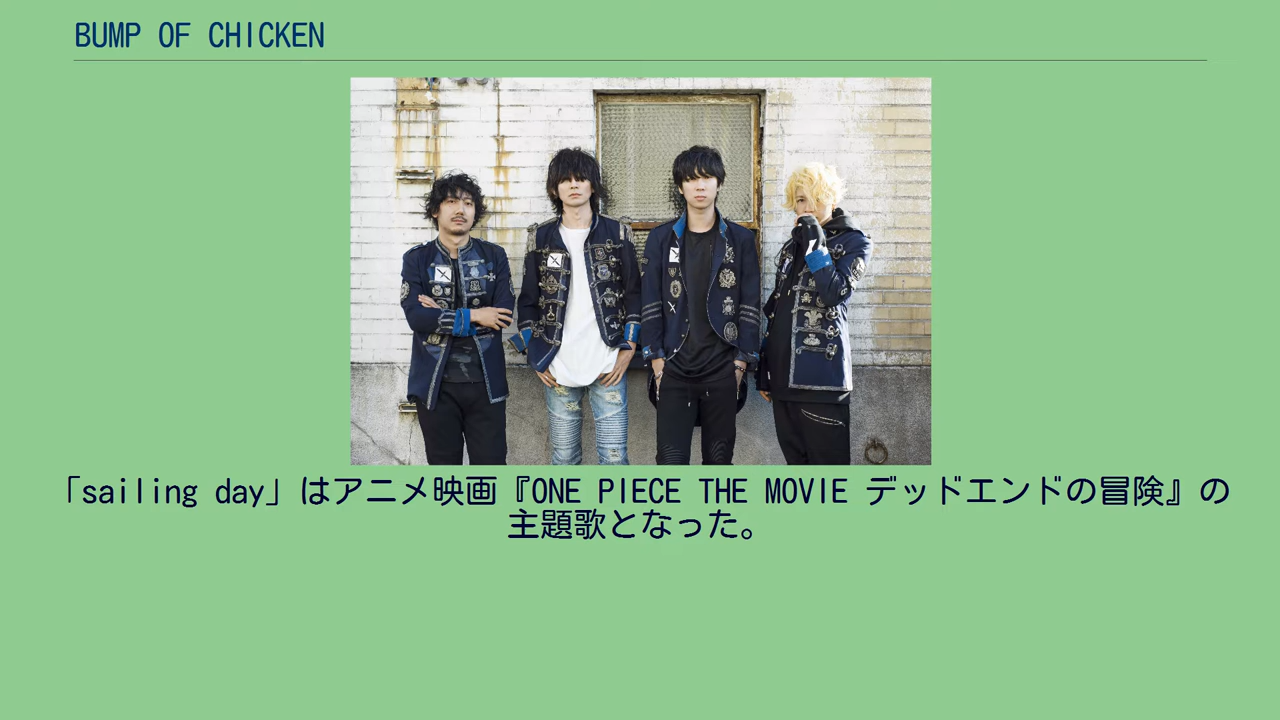 BUMP OF CHICKEN
「sailing day」はアニメ映画『ONE PIECE THE MOVIE デッドエンドの冒険』の
主題歌となった。